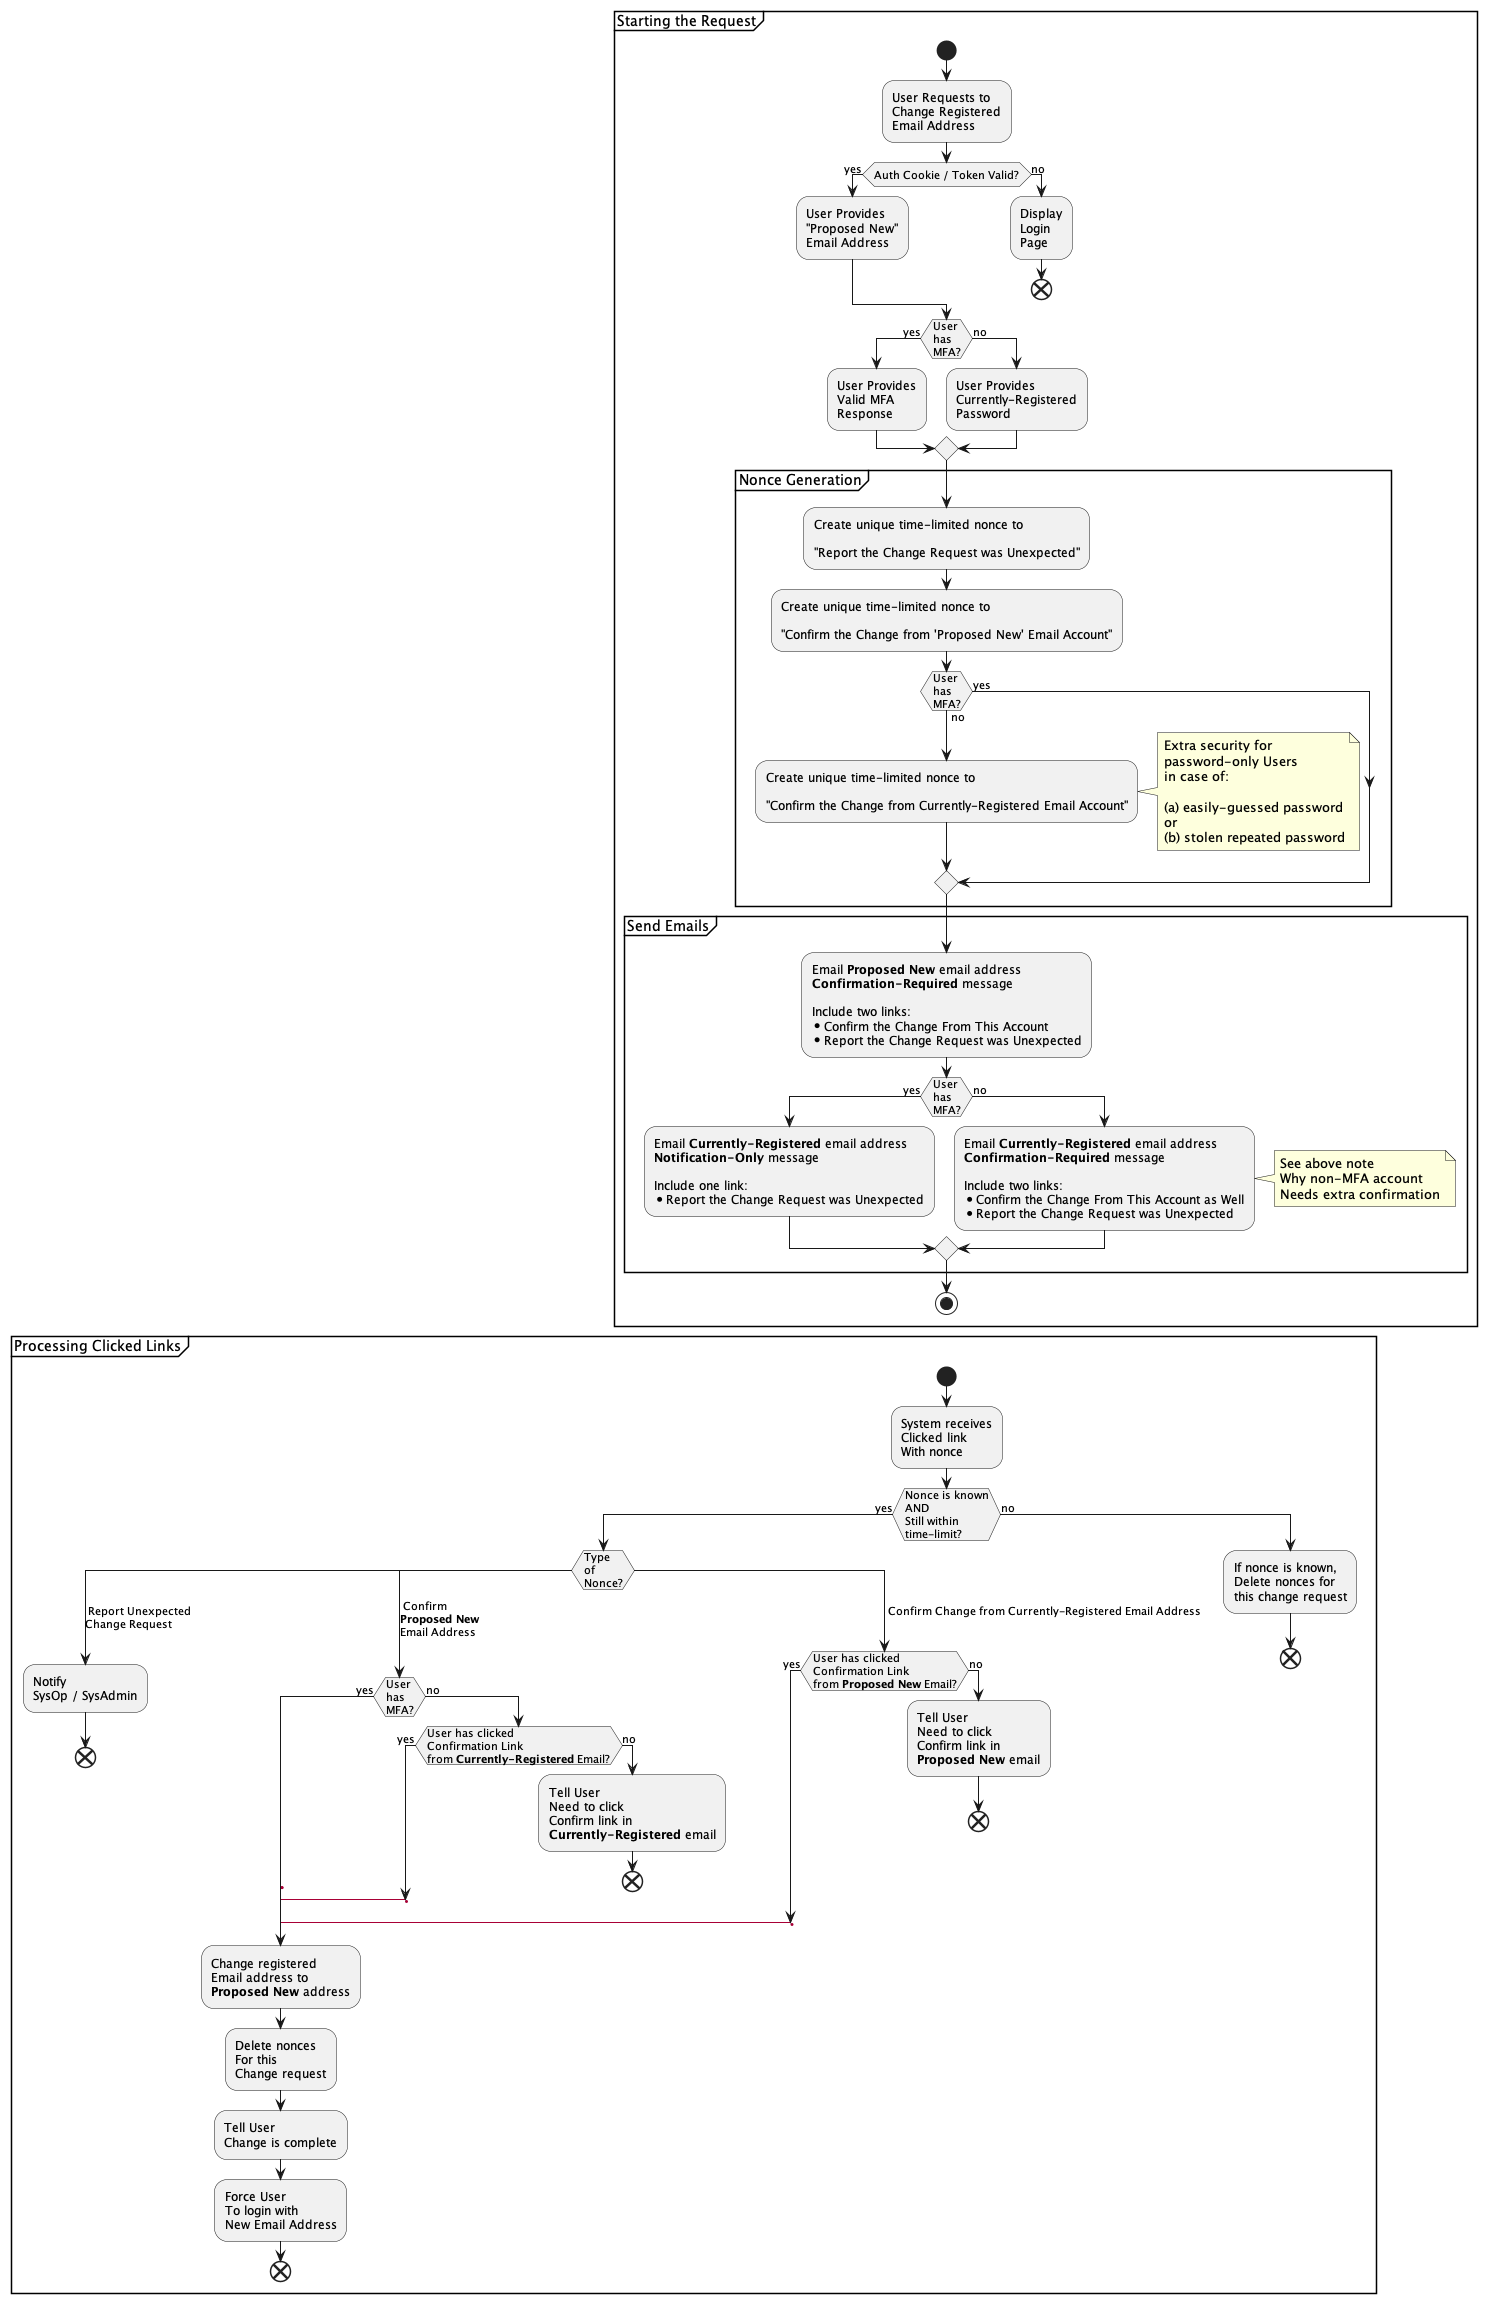 Starting the Request
User Requests to
Change Registered
Email Address
yes
Auth Cookie / Token Valid?
no
User Provides
"Proposed New"
Email Address
Display
Login
Page
yes
User
has
MFA?
no
User Provides
Valid MFA
Response
User Provides
Currently-Registered
Password
Nonce Generation
Create unique time-limited nonce to
"Report the Change Request was Unexpected"
Create unique time-limited nonce to
"Confirm the Change from 'Proposed New' Email Account"
User
has
MFA?
yes
no
Create unique time-limited nonce to
"Confirm the Change from Currently-Registered Email Account"
Extra security for
password-only Users
in case of:
(a) easily-guessed password
or
(b) stolen repeated password
Send Emails
Email Proposed New email address
Confirmation-Required message
Include two links:
• Confirm the Change From This Account
• Report the Change Request was Unexpected
yes
User
has
MFA?
no
Email Currently-Registered email address
Notification-Only message
Include one link:
• Report the Change Request was Unexpected
Email Currently-Registered email address
Confirmation-Required message
Include two links:
• Confirm the Change From This Account as Well
• Report the Change Request was Unexpected
See above note
Why non-MFA account
Needs extra confirmation
Processing Clicked Links
System receives
Clicked link
With nonce
yes
Nonce is known
AND
Still within
time-limit?
no
Type
of
Nonce?
If nonce is known,
Delete nonces for
this change request
Report Unexpected
Change Request
Confirm
Proposed New
Email Address
Confirm Change from Currently-Registered Email Address
Notify
SysOp / SysAdmin
yes
User
has
MFA?
no
yes
User has clicked
Confirmation Link
from Currently-Registered Email?
no
Tell User
Need to click
Confirm link in
Currently-Registered email
yes
User has clicked
Confirmation Link
from Proposed New Email?
no
Tell User
Need to click
Confirm link in
Proposed New email
Change registered
Email address to
Proposed New address
Delete nonces
For this
Change request
Tell User
Change is complete
Force User
To login with
New Email Address